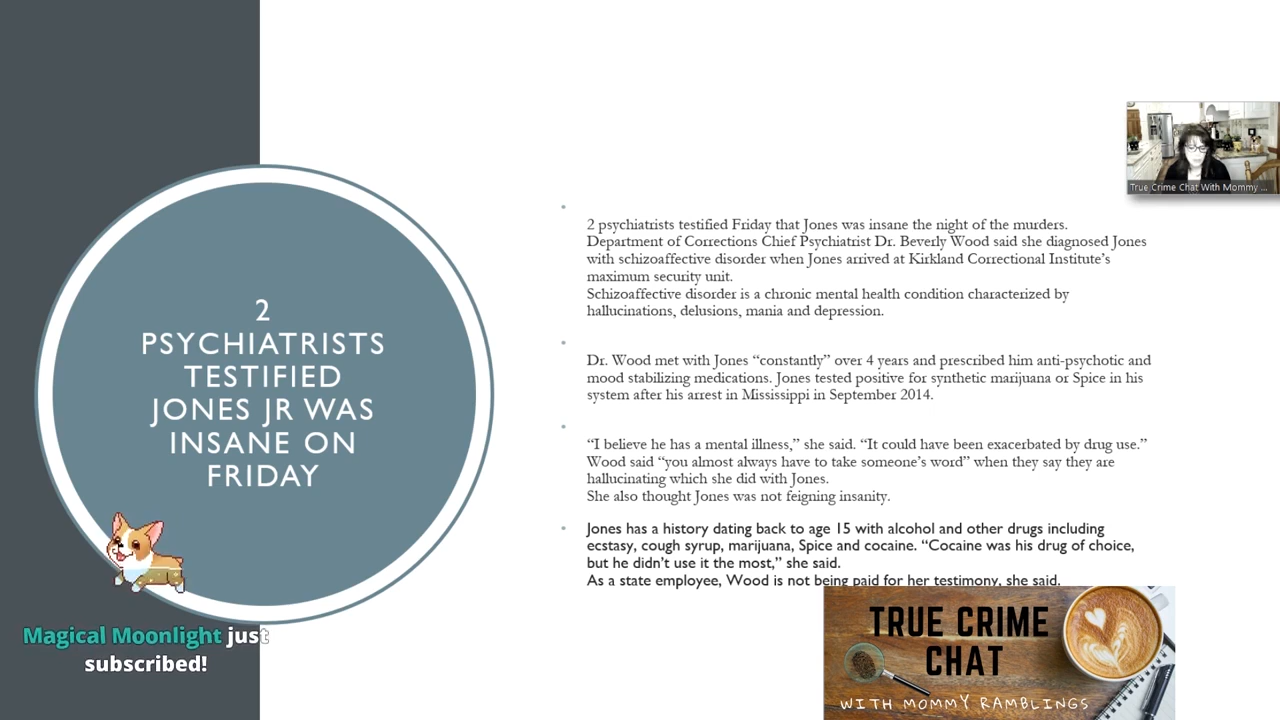 2
PSYCHIATRISTS
TESTIFIED
JONES JR WAS
INSANE ON
FRIDAY
Magical Moonlight just
subscribed!
2 psychiatrists testified Friday that Jones was insane the night of the murders.
Department of Corrections Chief Psychiatrist Dr. Beverly Wood said she diagnosed Jones
with schizoaffective disorder when Jones arrived at Kirkland Correctional Institute’s
maximum security unit.
Schizoaffective disorder is a chronic mental health condition characterized by
hallucinations, delusions, mania and depression.
Dr. Wood met with Jones “constantly” over 4 years and prescribed him anti-psychotic and
mood stabilizing medications. Jones tested positive for synthetic marijuana or Spice in his
system after his arrest in Mississippi in September 2014.
“I believe he has a mental illness,” she said. “It could have been exacerbated by drug use.”
Wood said “you almost always have to take someone’s word” when they say they are
hallucinating which she did with Jones.
She also thought Jones was not feigning insanity.
Jones has a history dating back to age 15 with alcohol and other drugs including
ecstasy, cough syrup, marijuana, Spice and cocaine. “Cocaine was his drug of choice,
but he didn’t use it the most,” she said.
As a state employee, Wood is not being paid for her testimony, she said.
True Crime Chat With Mommy ...
TRUE CRIME
CHAT
WITH MOMMY RAMBLINGS